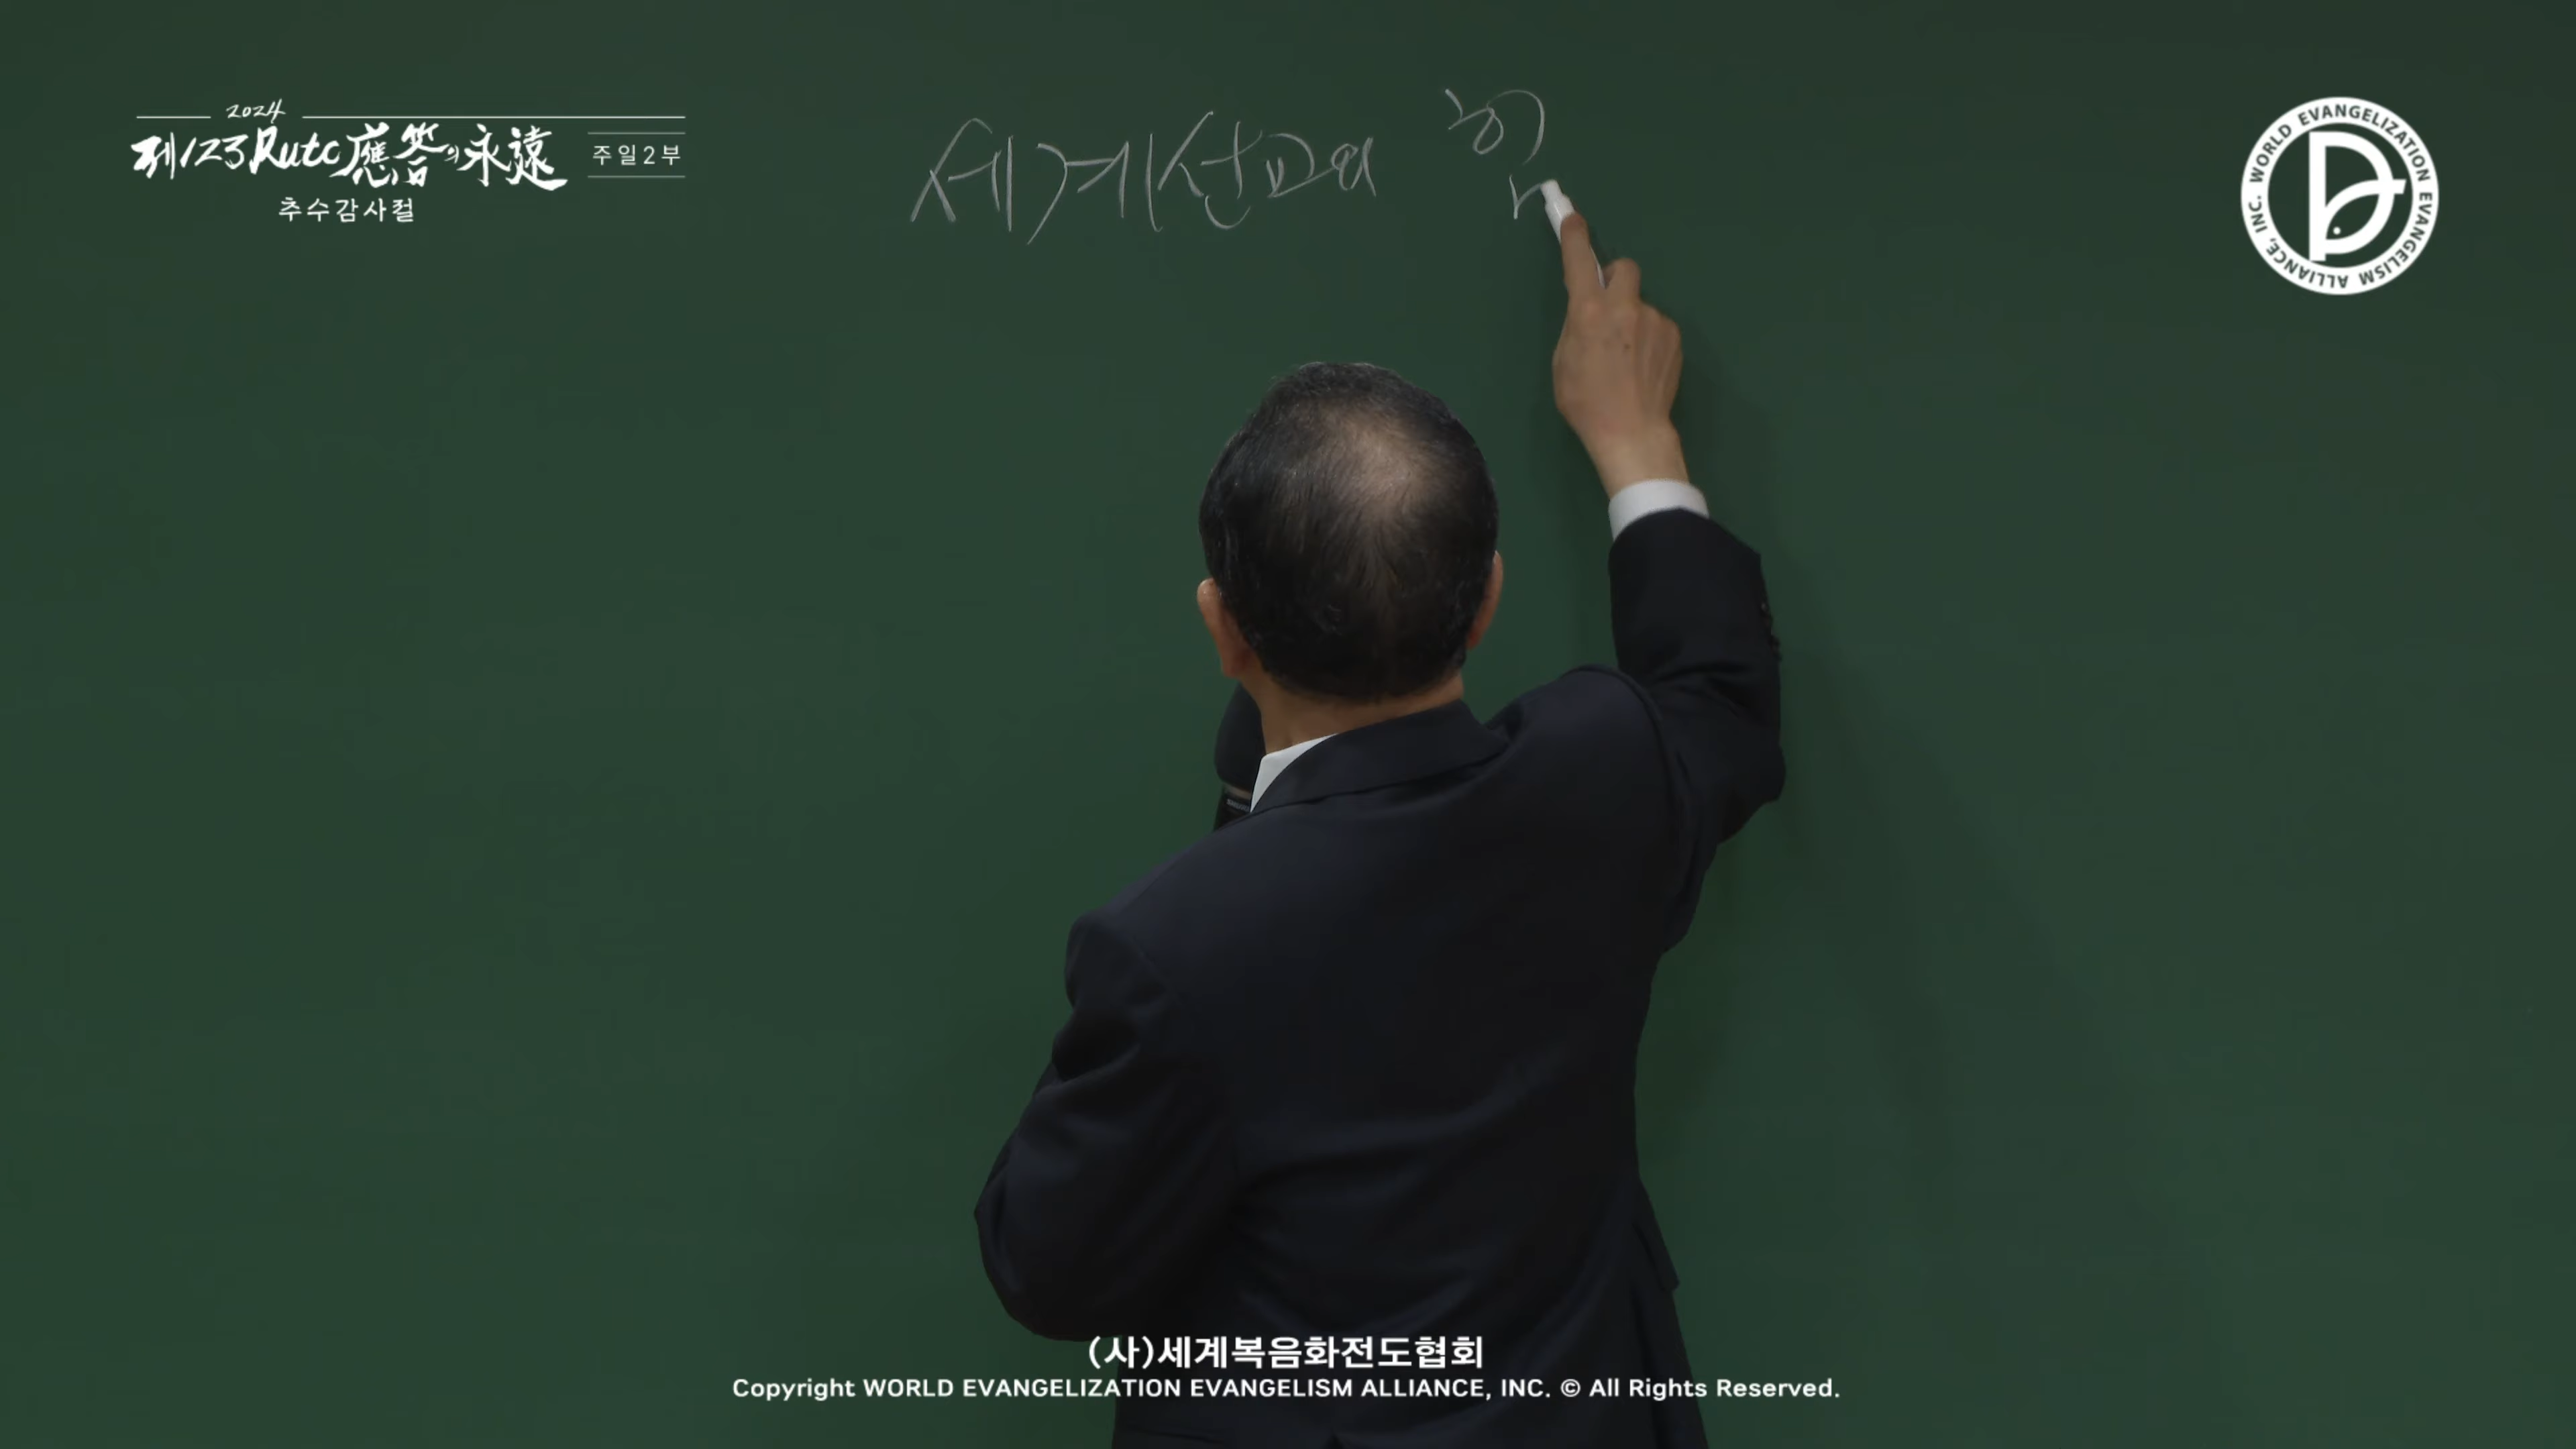 2024
제123 Rutc 應答의 永遠
주일2부
추수감사절
세계선교의 힘
WORLD EVANGELIZATION EVANGELISM ALLIANCE, INC.
(사)세계복음화전도협회
Copyright WORLD EVANGELIZATION EVANGELISM ALLIANCE, INC. © All Rights Reserved.